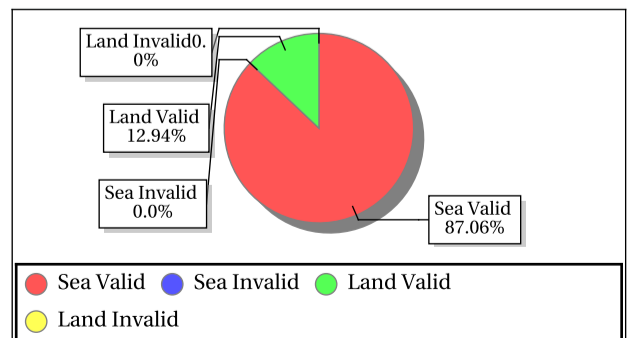 Land Invalid0.
0%
Land Valid
12.94%
Sea Invalid
0.0%
Sea Valid
87.06%
Sea Valid
Sea Invalid
Land Valid
Land Invalid